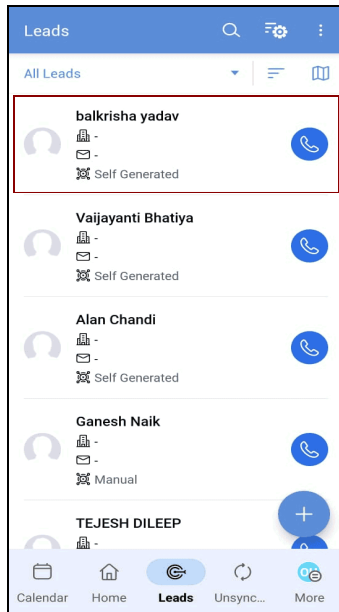 Leads
All Leads
balkrisha yadav
-
-
Self Generated
Vaijayanti Bhatiya
-
-
Self Generated
Alan Chandi
-
-
Self Generated
Ganesh Naik
-
-
Manual
TEJESH DILEEP
-
Calendar Home Leads Unsync... More